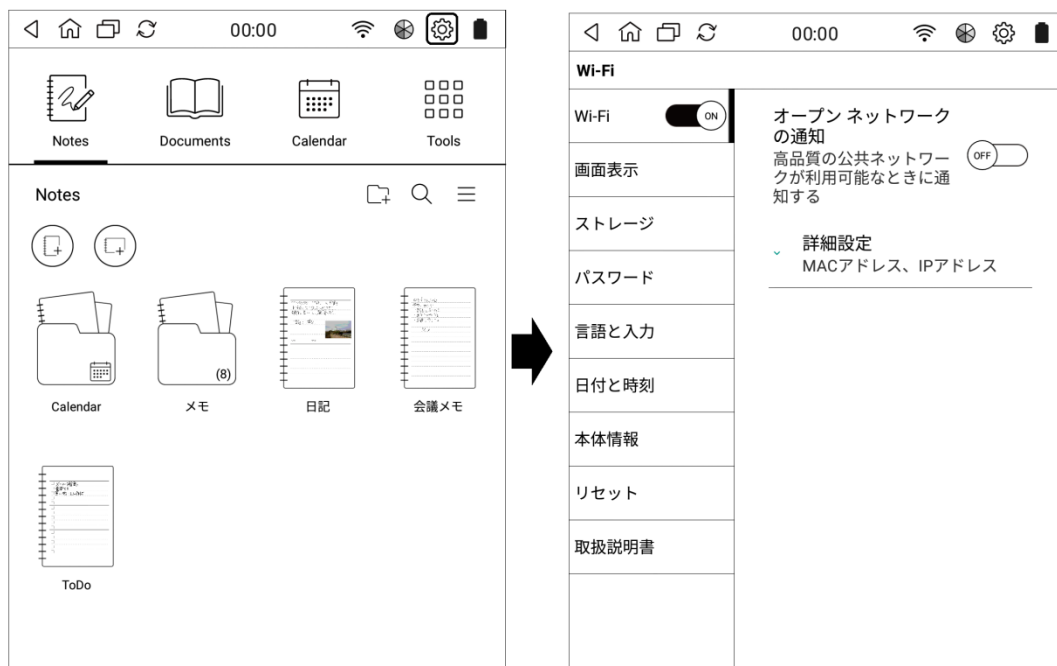 00:00
Notes
Documents
Calendar
Tools
Notes
Calendar
(8)
メモ
日記
会議メモ
ToDo
00:00
Wi-Fi
Wi-Fi
ON
画面表示
ストレージ
パスワード
言語と入力
日付と時刻
本体情報
リセット
取扱説明書
オープン ネットワーク
の通知
高品質の公共ネットワー
クが利用可能なときに通
知する
OFF
詳細設定
MACアドレス、IPアドレス